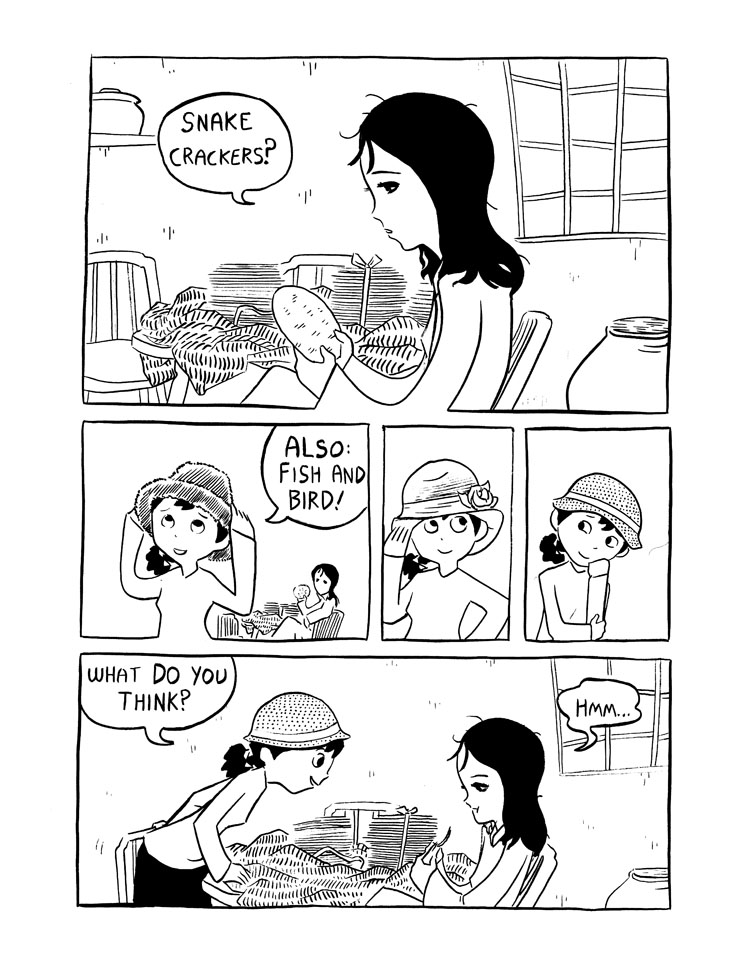 SNAKE
CRACKERS?
ALSO:
FISH AND
BIRD!
WHAT DO YOU
THINK?
HMM...